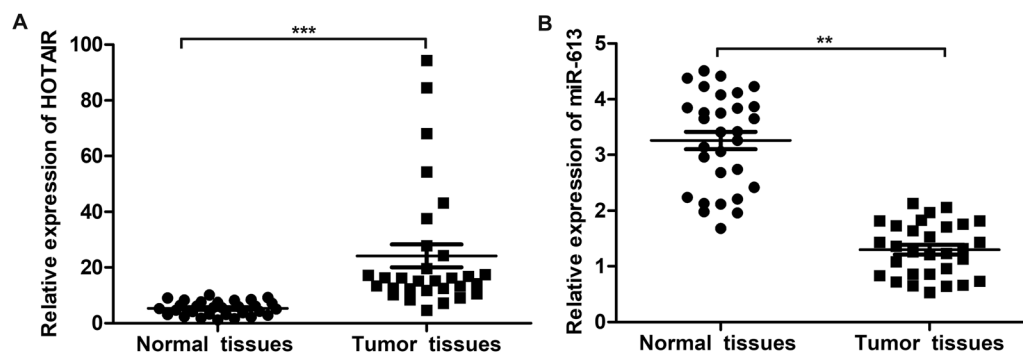 A
Relative expression of HOTAIR
100
80
60
40
20
0
***
Normal tissues
Tumor tissues
B
Relative expression of miR-613
5
4
3
2
1
0
**
Normal tissues
Tumor tissues